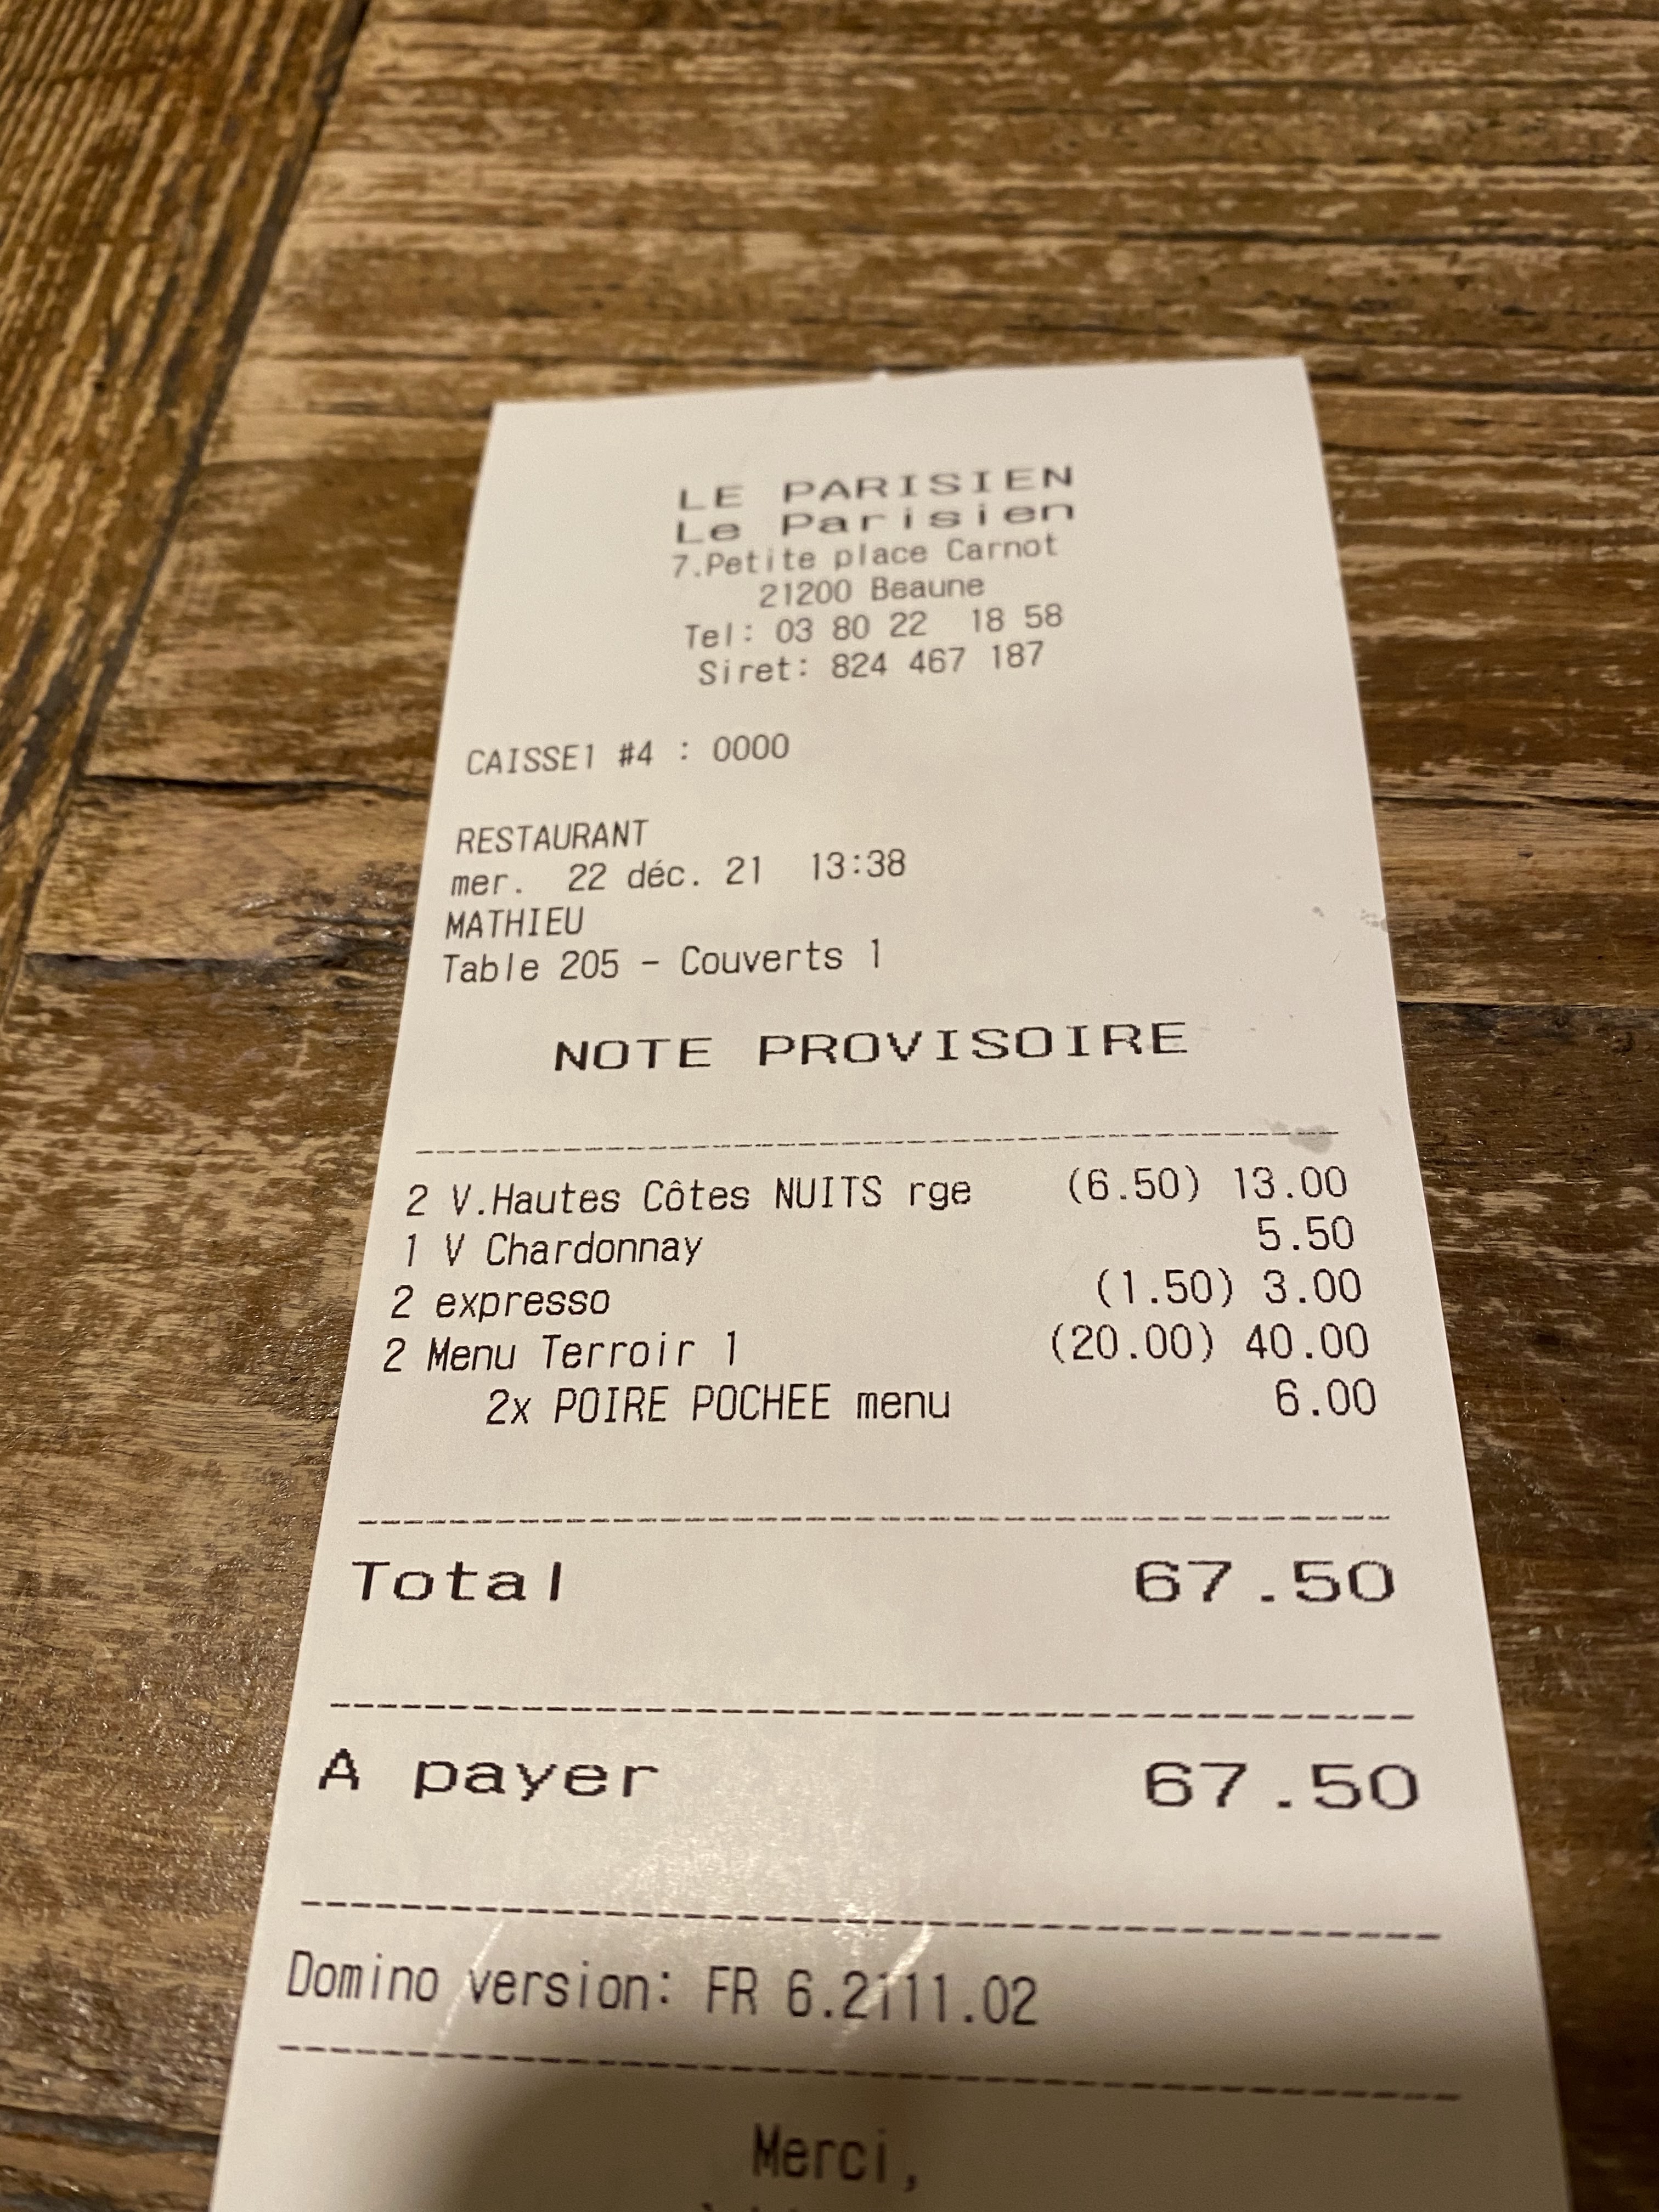 LE PARISIEN
Le Parisien
7.Petite place Carnot
21200 Beaune
Tel: 03 80 22 18 58
Siret: 824 467 187
CAISSE1 #4 : 0000
RESTAURANT
mer. 22 déc. 21 13:38
MATHIEU
Table 205 - Couverts 1
NOTE PROVISOIRE
2 V.Hautes Côtes NUITS rge (6.50) 13.00
1 V Chardonnay 5.50
2 expresso (1.50) 3.00
2 Menu Terroir 1 (20.00) 40.00
2x POIRE POCHEE menu 6.00
Total 67.50
A payer 67.50
Domino version: FR 6.2111.02
Merci,